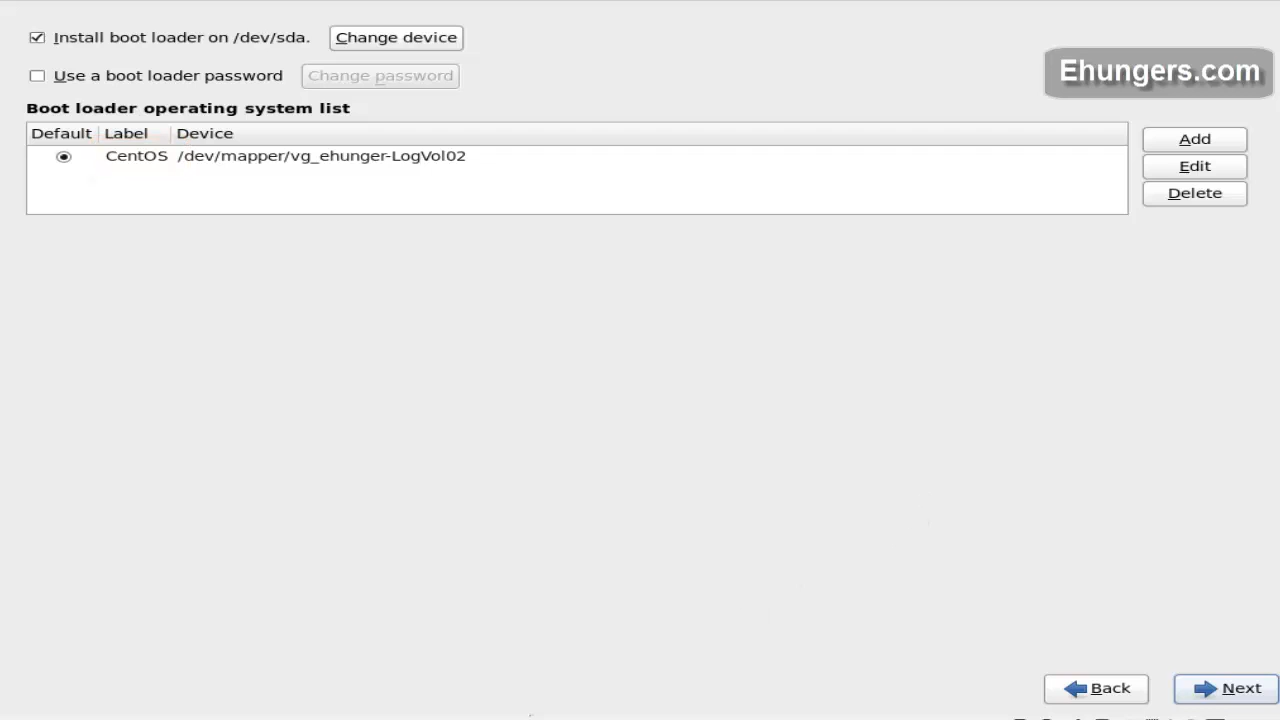 Install boot loader on /dev/sda. Change device
Ehungers.com
Use a boot loader password Change password
Boot loader operating system list
Default Label Device
CentOS /dev/mapper/vg_ehunger-LogVol02
Add
Edit
Delete
Back Next